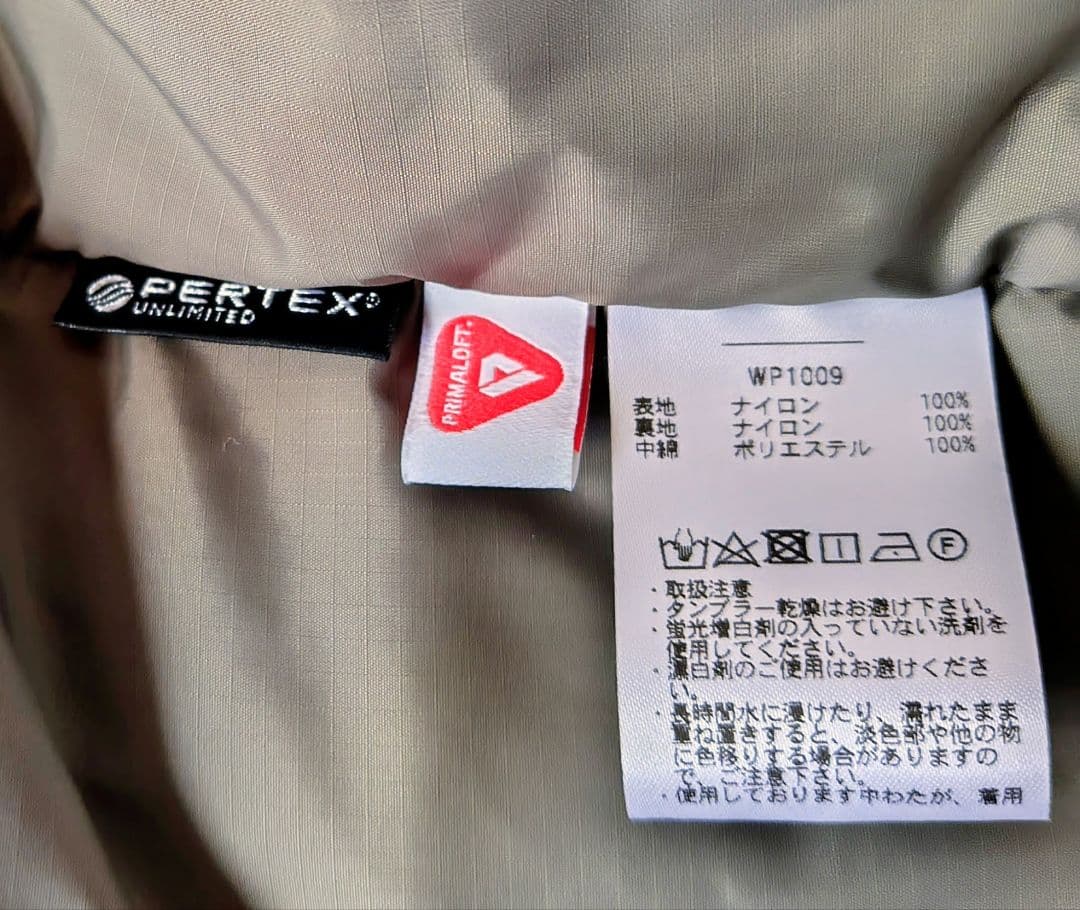 PERTEX®
UNLIMITED
PRIMALOFT®
WP1009
表地 ナイロン 100%
裏地 ナイロン 100%
中綿 ポリエステル 100%
F
・取扱注意
・タンブラー乾燥はお避け下さい。
・蛍光増白剤の入っていない洗剤を
使用してください。
・漂白剤のご使用はお避けくださ
い。
・長時間水に浸けたり、濡れたまま
重ね置きすると、淡色部や他の物
に色移りする場合がありますの
で、ご注意下さい。
・使用しております中わたが、着用